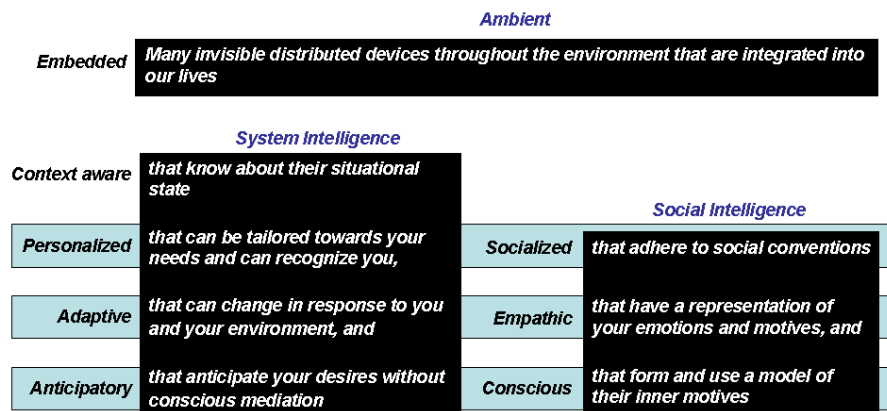 Ambient
Embedded
Many invisible distributed devices throughout the environment that are integrated into
our lives
System Intelligence
Context aware
that know about their situational
state
Social Intelligence
Personalized
that can be tailored towards your
needs and can recognize you,
Socialized
that adhere to social conventions
Adaptive
that can change in response to you
and your environment, and
Empathic
that have a representation of
your emotions and motives, and
Anticipatory
that anticipate your desires without
conscious mediation
Conscious
that form and use a model of
their inner motives